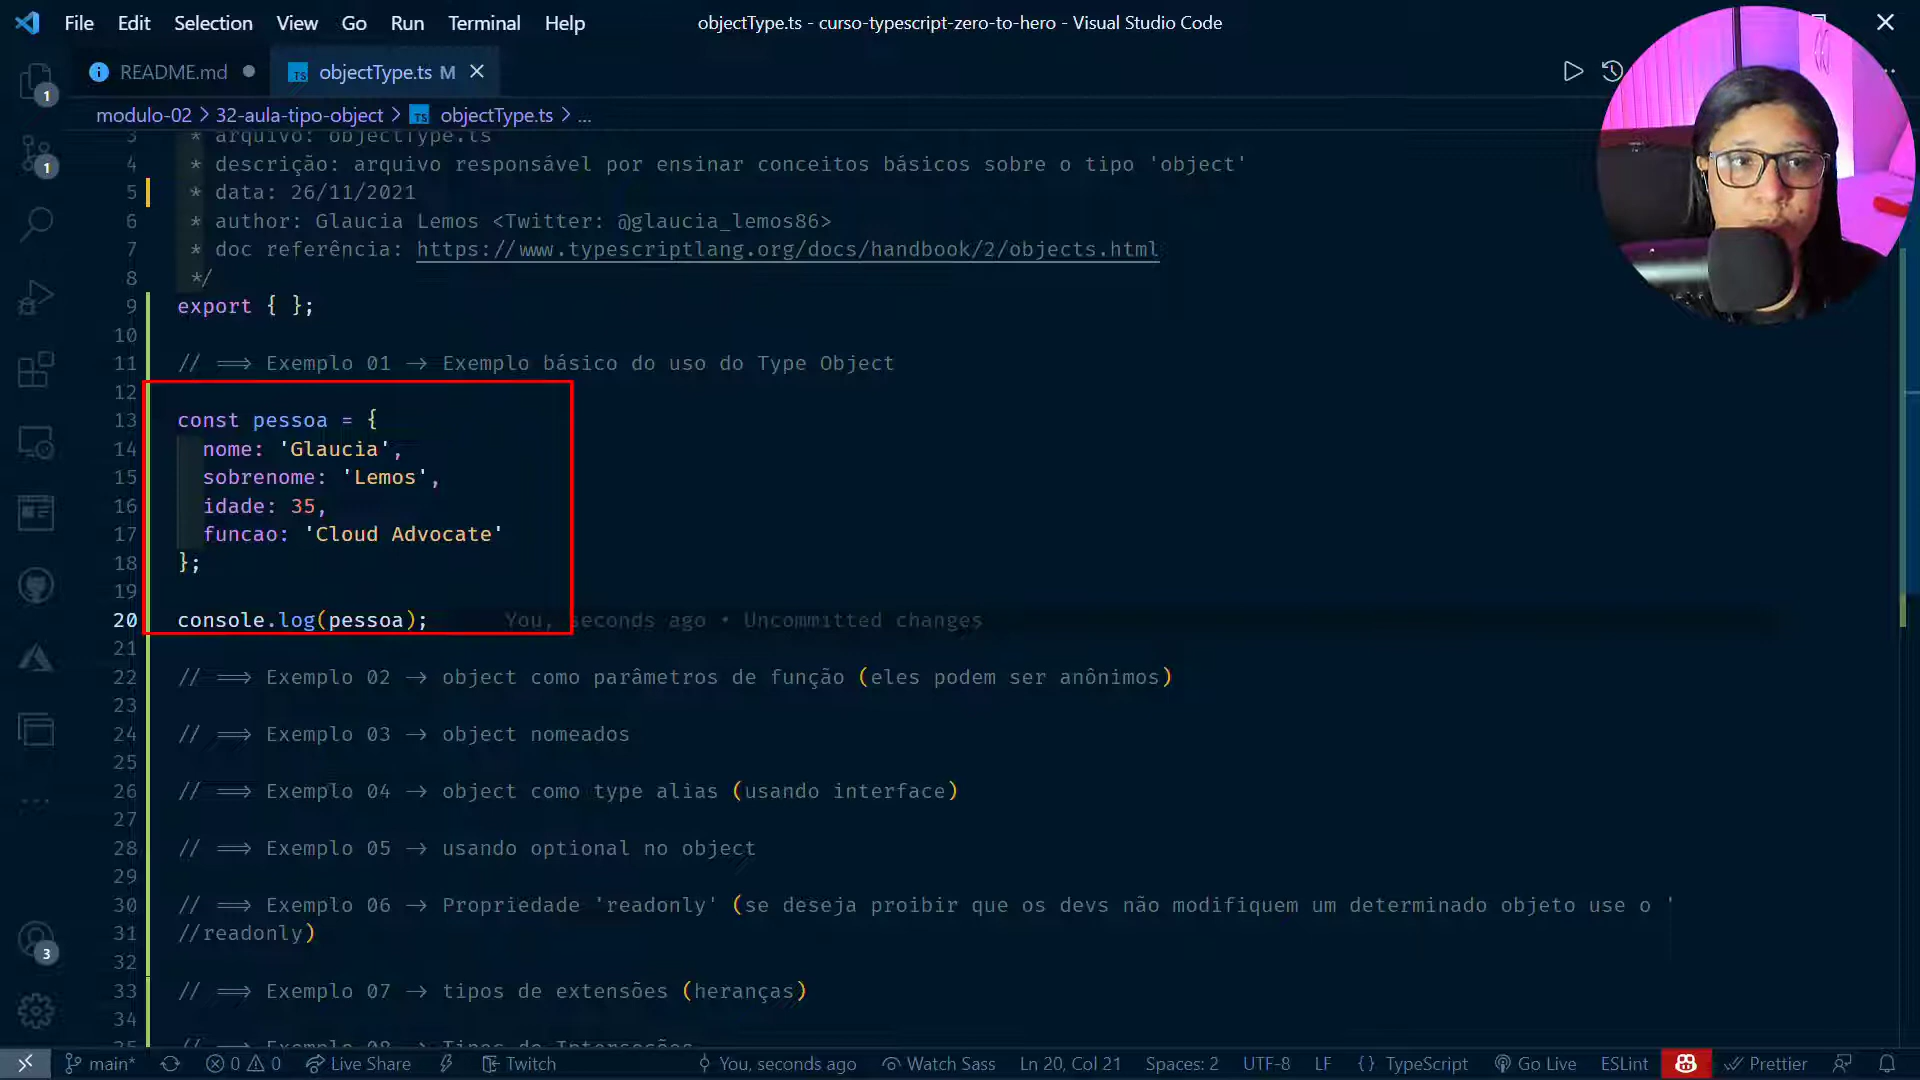 File Edit Selection View Go Run Terminal Help objectType.ts - curso-typescript-zero-to-hero - Visual Studio Code
README.md objectType.ts M
modulo-02 > 32-aula-tipo-object > TS objectType.ts > ...
3 * arquivo: objectType.ts
4 * descrição: arquivo responsável por ensinar conceitos básicos sobre o tipo 'object'
5 * data: 26/11/2021
6 * author: Glaucia Lemos <Twitter: @glaucia_lemos86>
7 * doc referência: https://www.typescriptlang.org/docs/handbook/2/objects.html
8 */
9 export { };
10
11 // ==> Exemplo 01 -> Exemplo básico do uso do Type Object
12
13 const pessoa = {
14 nome: 'Glaucia',
15 sobrenome: 'Lemos',
16 idade: 35,
17 funcao: 'Cloud Advocate'
18 };
19
20 console.log(pessoa); You, seconds ago • Uncommitted changes
21
22 // ==> Exemplo 02 -> object como parâmetros de função (eles podem ser anônimos)
23
24 // ==> Exemplo 03 -> object nomeados
25
26 // ==> Exemplo 04 -> object como type alias (usando interface)
27
28 // ==> Exemplo 05 -> usando optional no object
29
30 // ==> Exemplo 06 -> Propriedade 'readonly' (se deseja proibir que os devs não modifiquem um determinado objeto use o '
31 //readonly)
32
33 // ==> Exemplo 07 -> tipos de extensões (heranças)
34
35 // ==> Exemplo 08 -> Tipos de Interseções
1
1
3
main* 0 0 Live Share Twitch You, seconds ago Watch Sass Ln 20, Col 21 Spaces: 2 UTF-8 LF { } TypeScript Go Live ESLint Prettier